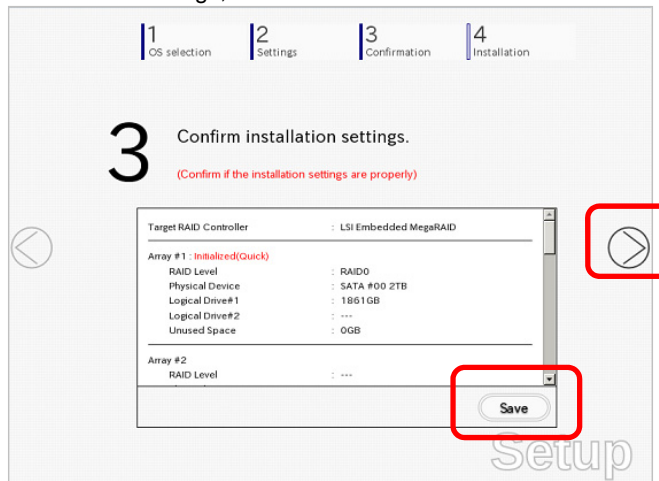 1
OS selection
2
Settings
3
Confirmation
4
Installation
3
Confirm installation settings.
(Confirm if the installation settings are properly)
Target RAID Controller : LSI Embedded MegaRAID
Array #1 : Initialized(Quick)
RAID Level : RAID0
Physical Device : SATA #00 2TB
Logical Drive#1 : 1861GB
Logical Drive#2 : ---
Unused Space : 0GB
Array #2
RAID Level : ---
Save
Setup